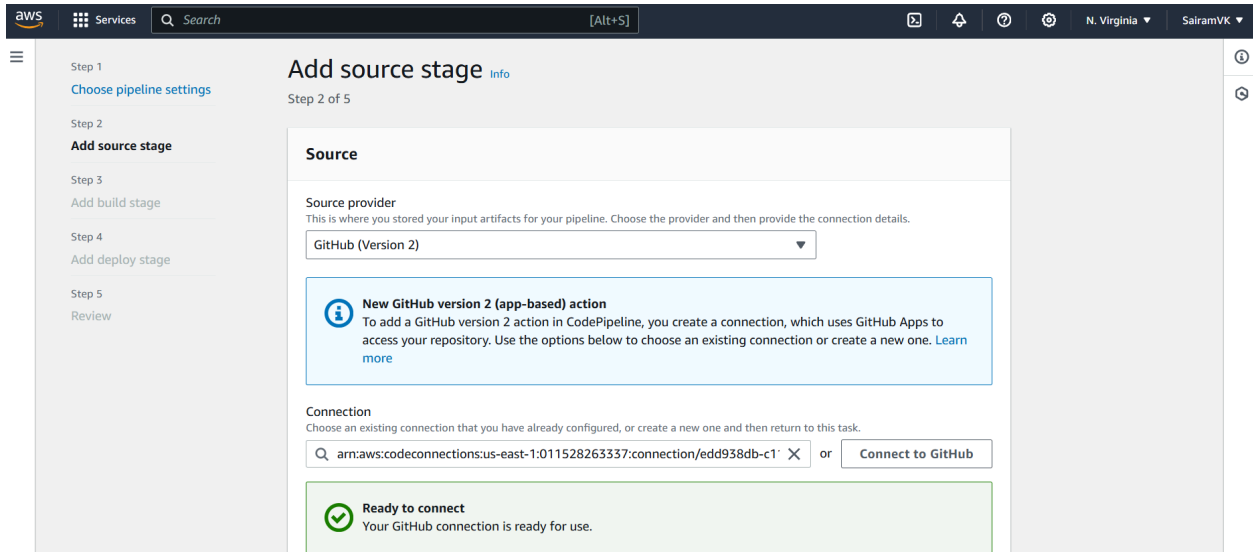 aws Services Search [Alt+S] N. Virginia SairamVK
Step 1
Choose pipeline settings
Step 2
Add source stage
Step 3
Add build stage
Step 4
Add deploy stage
Step 5
Review
Add source stage Info
Step 2 of 5
Source
Source provider
This is where you stored your input artifacts for your pipeline. Choose the provider and then provide the connection details.
GitHub (Version 2)
New GitHub version 2 (app-based) action
To add a GitHub version 2 action in CodePipeline, you create a connection, which uses GitHub Apps to
access your repository. Use the options below to choose an existing connection or create a new one. Learn
more
Connection
Choose an existing connection that you have already configured, or create a new one and then return to this task.
arn:aws:codeconnections:us-east-1:011528263337:connection/edd938db-c1 or Connect to GitHub
Ready to connect
Your GitHub connection is ready for use.